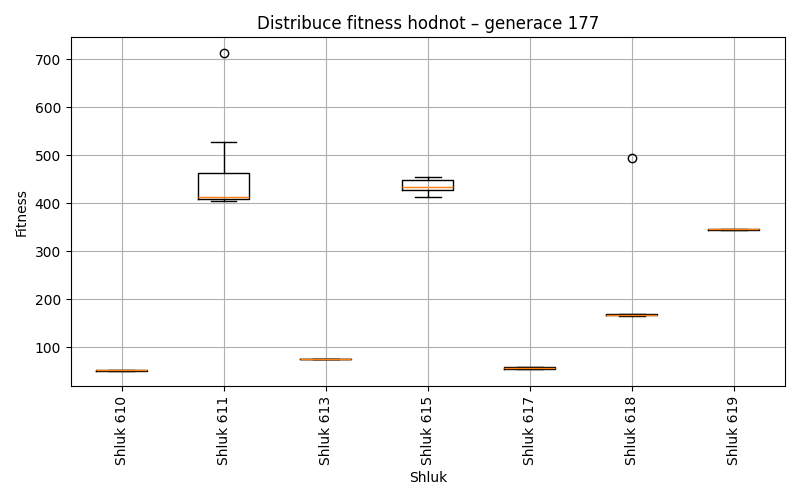 Distribuce fitness hodnot – generace 177
Fitness
700
600
500
400
300
200
100
Shluk 610
Shluk 611
Shluk 613
Shluk 615
Shluk 617
Shluk 618
Shluk 619
Shluk